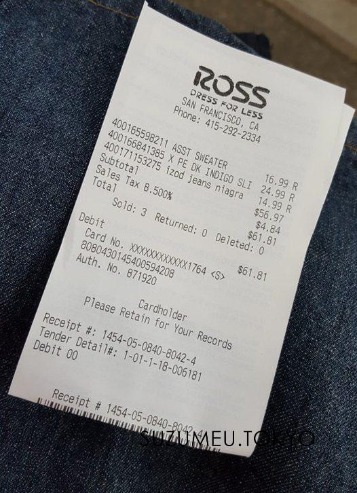 ROSS
DRESS FOR LESS
SAN FRANCISCO, CA
Phone: 415-292-2334
400165598211 ASST SWEATER 16.99 R
400166841385 X PE DK INDIGO SLI 24.99 R
400171153275 fzod jeans niagra 14.99 R
Subtotal $56.97
Sales Tax 8.500% $4.84
Total $61.81
Sold: 3 Returned: 0 Deleted: 0
Debit $61.81
Card No. XXXXXXXXXXXX1764 <S>
8080430145400594208
Auth. No. 871920
Cardholder
Please Retain for Your Records
Receipt #: 1454-05-0840-8042-4
Tender Detail#: 1-01-1-18-006181
Debit 00
Receipt # 1454-05-0840-8042-4
SUZUMEU.TOKYO